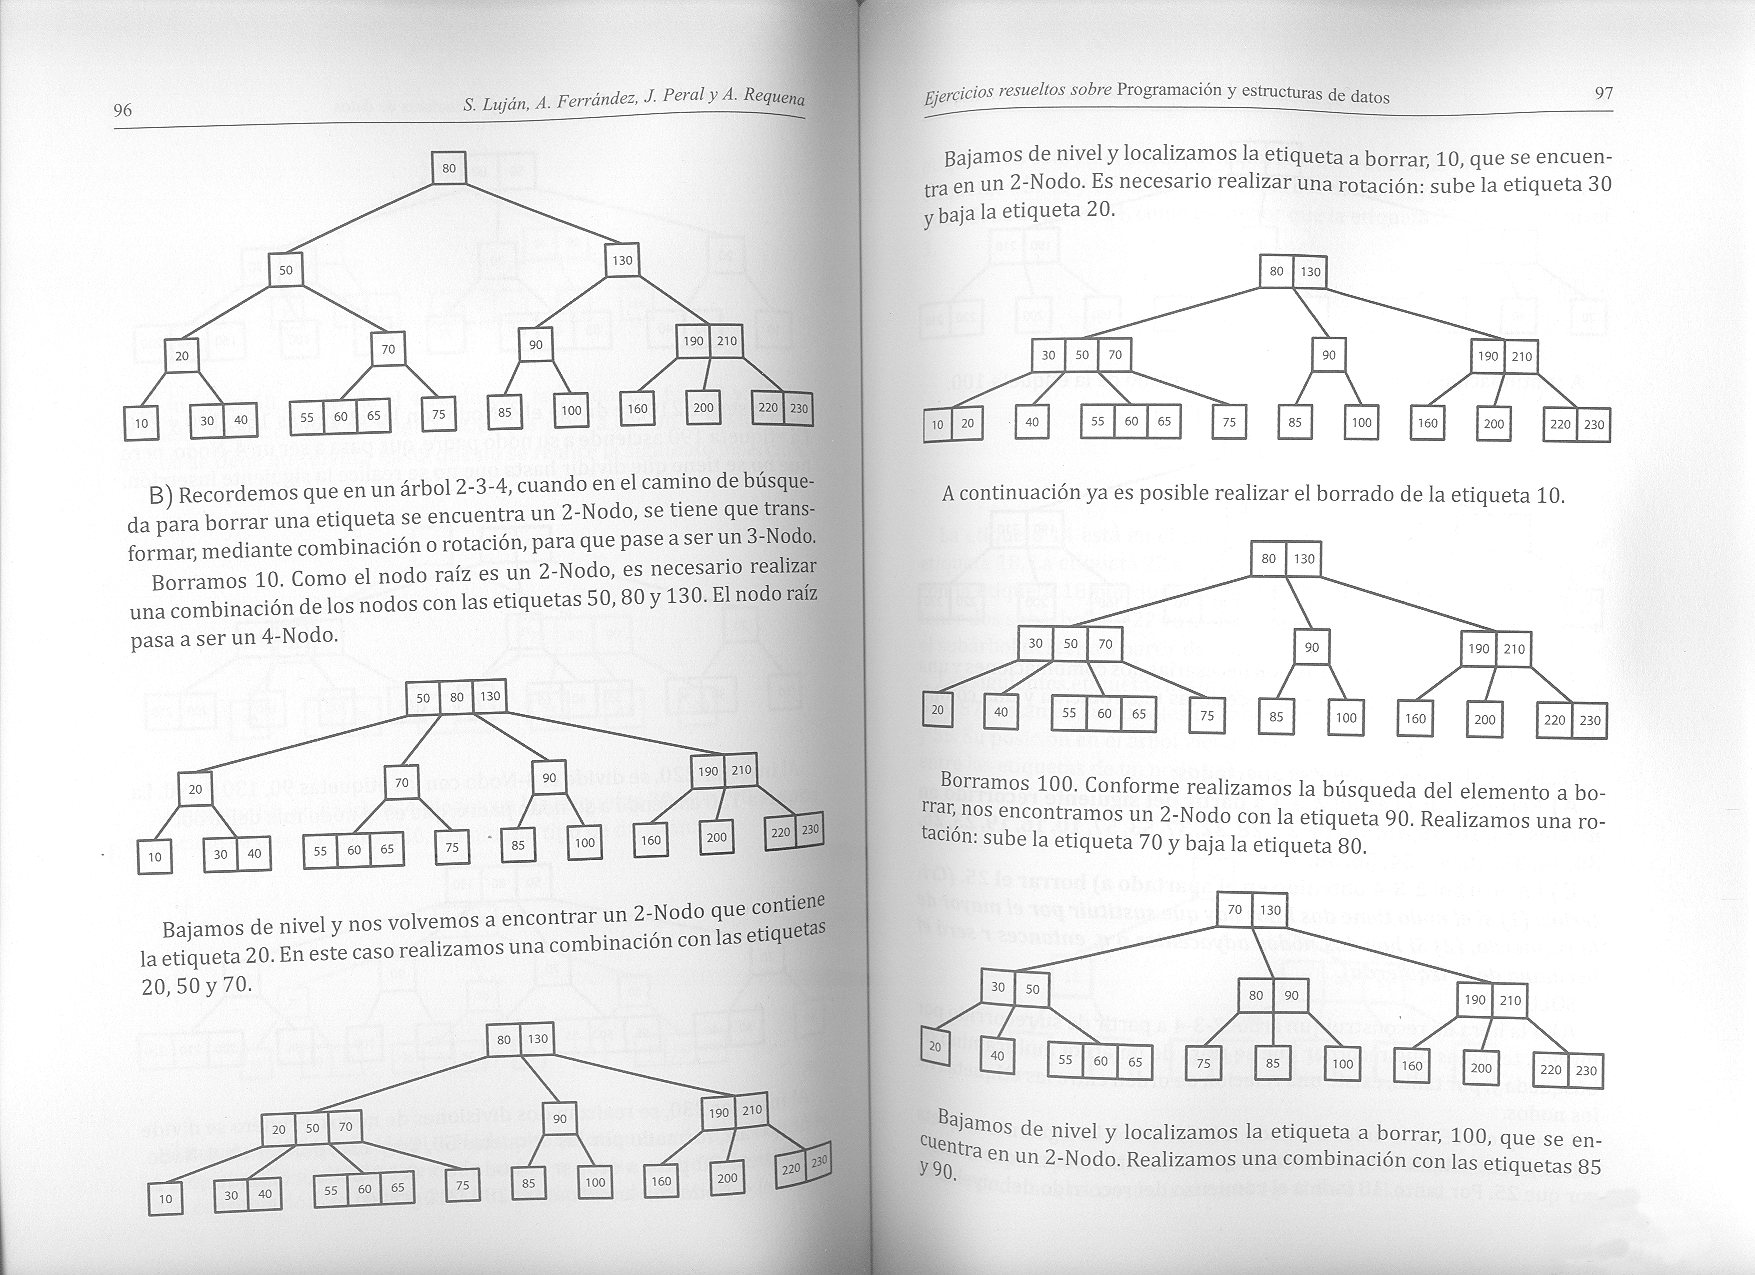 96
S. Luján, A. Ferrández, J. Peral y A. Requena
80
50 130
20 70 90 190 210
10 30 40 55 60 65 75 85 100 160 200 220 230
B) Recordemos que en un árbol 2-3-4, cuando en el camino de búsque-
da para borrar una etiqueta se encuentra un 2-Nodo, se tiene que trans-
formar, mediante combinación o rotación, para que pase a ser un 3-Nodo.
Borramos 10. Como el nodo raíz es un 2-Nodo, es necesario realizar
una combinación de los nodos con las etiquetas 50, 80 y 130. El nodo raíz
pasa a ser un 4-Nodo.
50 80 130
20 70 90 190 210
10 30 40 55 60 65 75 85 100 160 200 220 230
Bajamos de nivel y nos volvemos a encontrar un 2-Nodo que contiene
la etiqueta 20. En este caso realizamos una combinación con las etiquetas
20, 50 y 70.
80 130
20 50 70 90 190 210
10 30 40 55 60 65 75 85 100 160 200 220 230
Ejercicios resueltos sobre Programación y estructuras de datos
97
Bajamos de nivel y localizamos la etiqueta a borrar, 10, que se encuen-
tra en un 2-Nodo. Es necesario realizar una rotación: sube la etiqueta 30
y baja la etiqueta 20.
80 130
30 50 70 90 190 210
10 20 40 55 60 65 75 85 100 160 200 220 230
A continuación ya es posible realizar el borrado de la etiqueta 10.
80 130
30 50 70 90 190 210
20 40 55 60 65 75 85 100 160 200 220 230
Borramos 100. Conforme realizamos la búsqueda del elemento a bo-
rrar, nos encontramos un 2-Nodo con la etiqueta 90. Realizamos una ro-
tación: sube la etiqueta 70 y baja la etiqueta 80.
70 130
30 50 80 90 190 210
20 40 55 60 65 75 85 100 160 200 220 230
Bajamos de nivel y localizamos la etiqueta a borrar, 100, que se en-
cuentra en un 2-Nodo. Realizamos una combinación con las etiquetas 85
y 90.